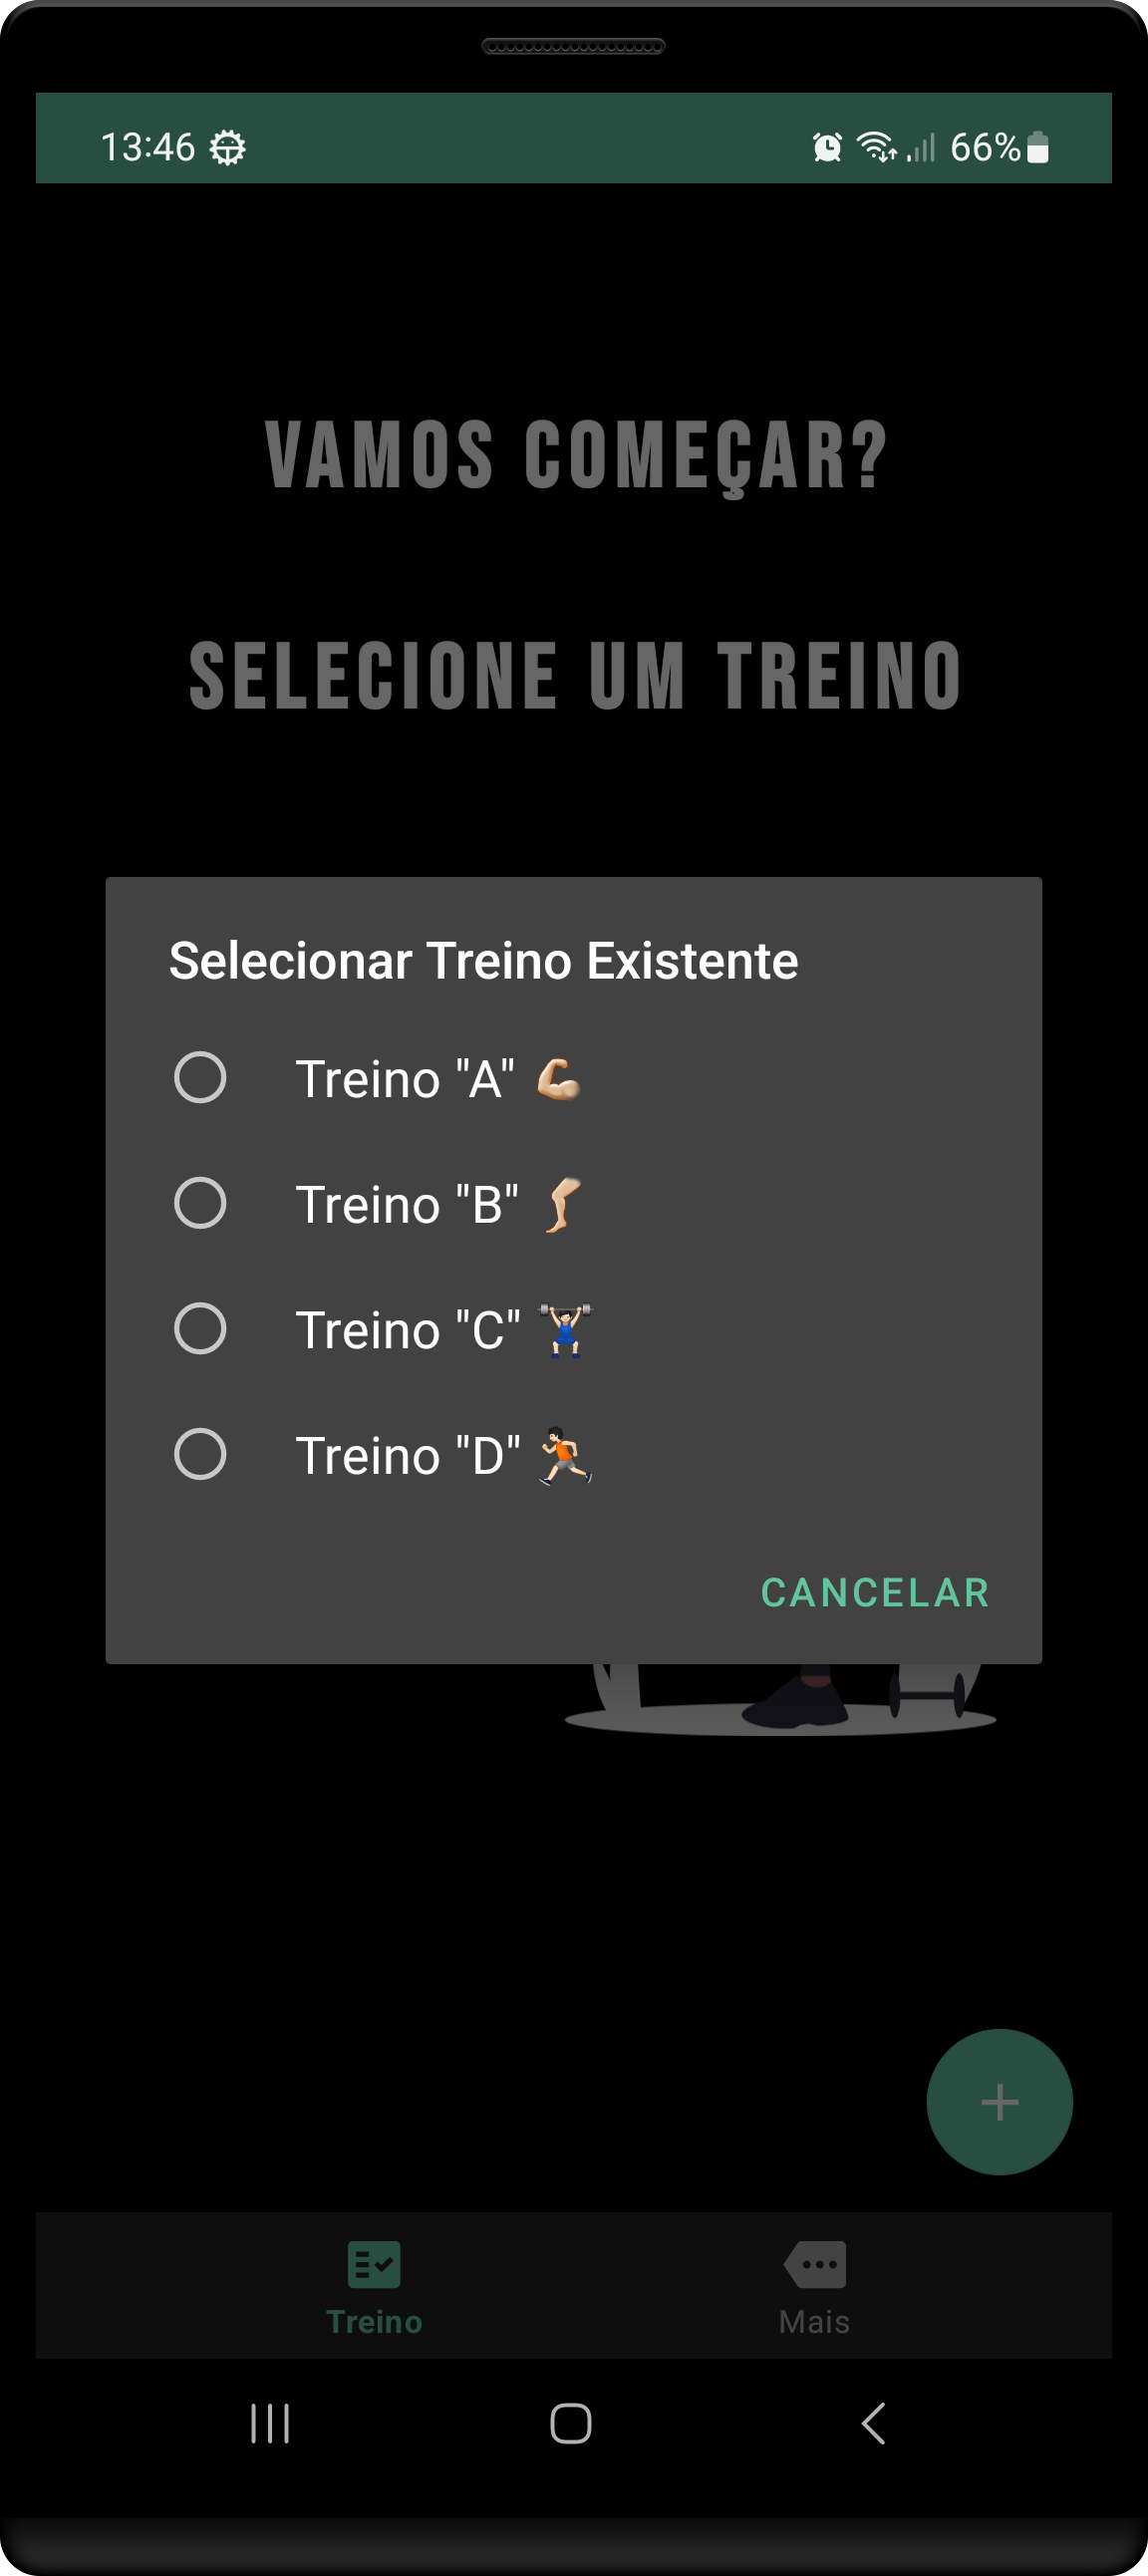 13:46 66%
VAMOS COMEÇAR?
SELECIONE UM TREINO
Selecionar Treino Existente
Treino "A" 💪🏼
Treino "B" 🦵🏼
Treino "C" 🏋🏻
Treino "D" 🏃🏻
CANCELAR
Treino Mais